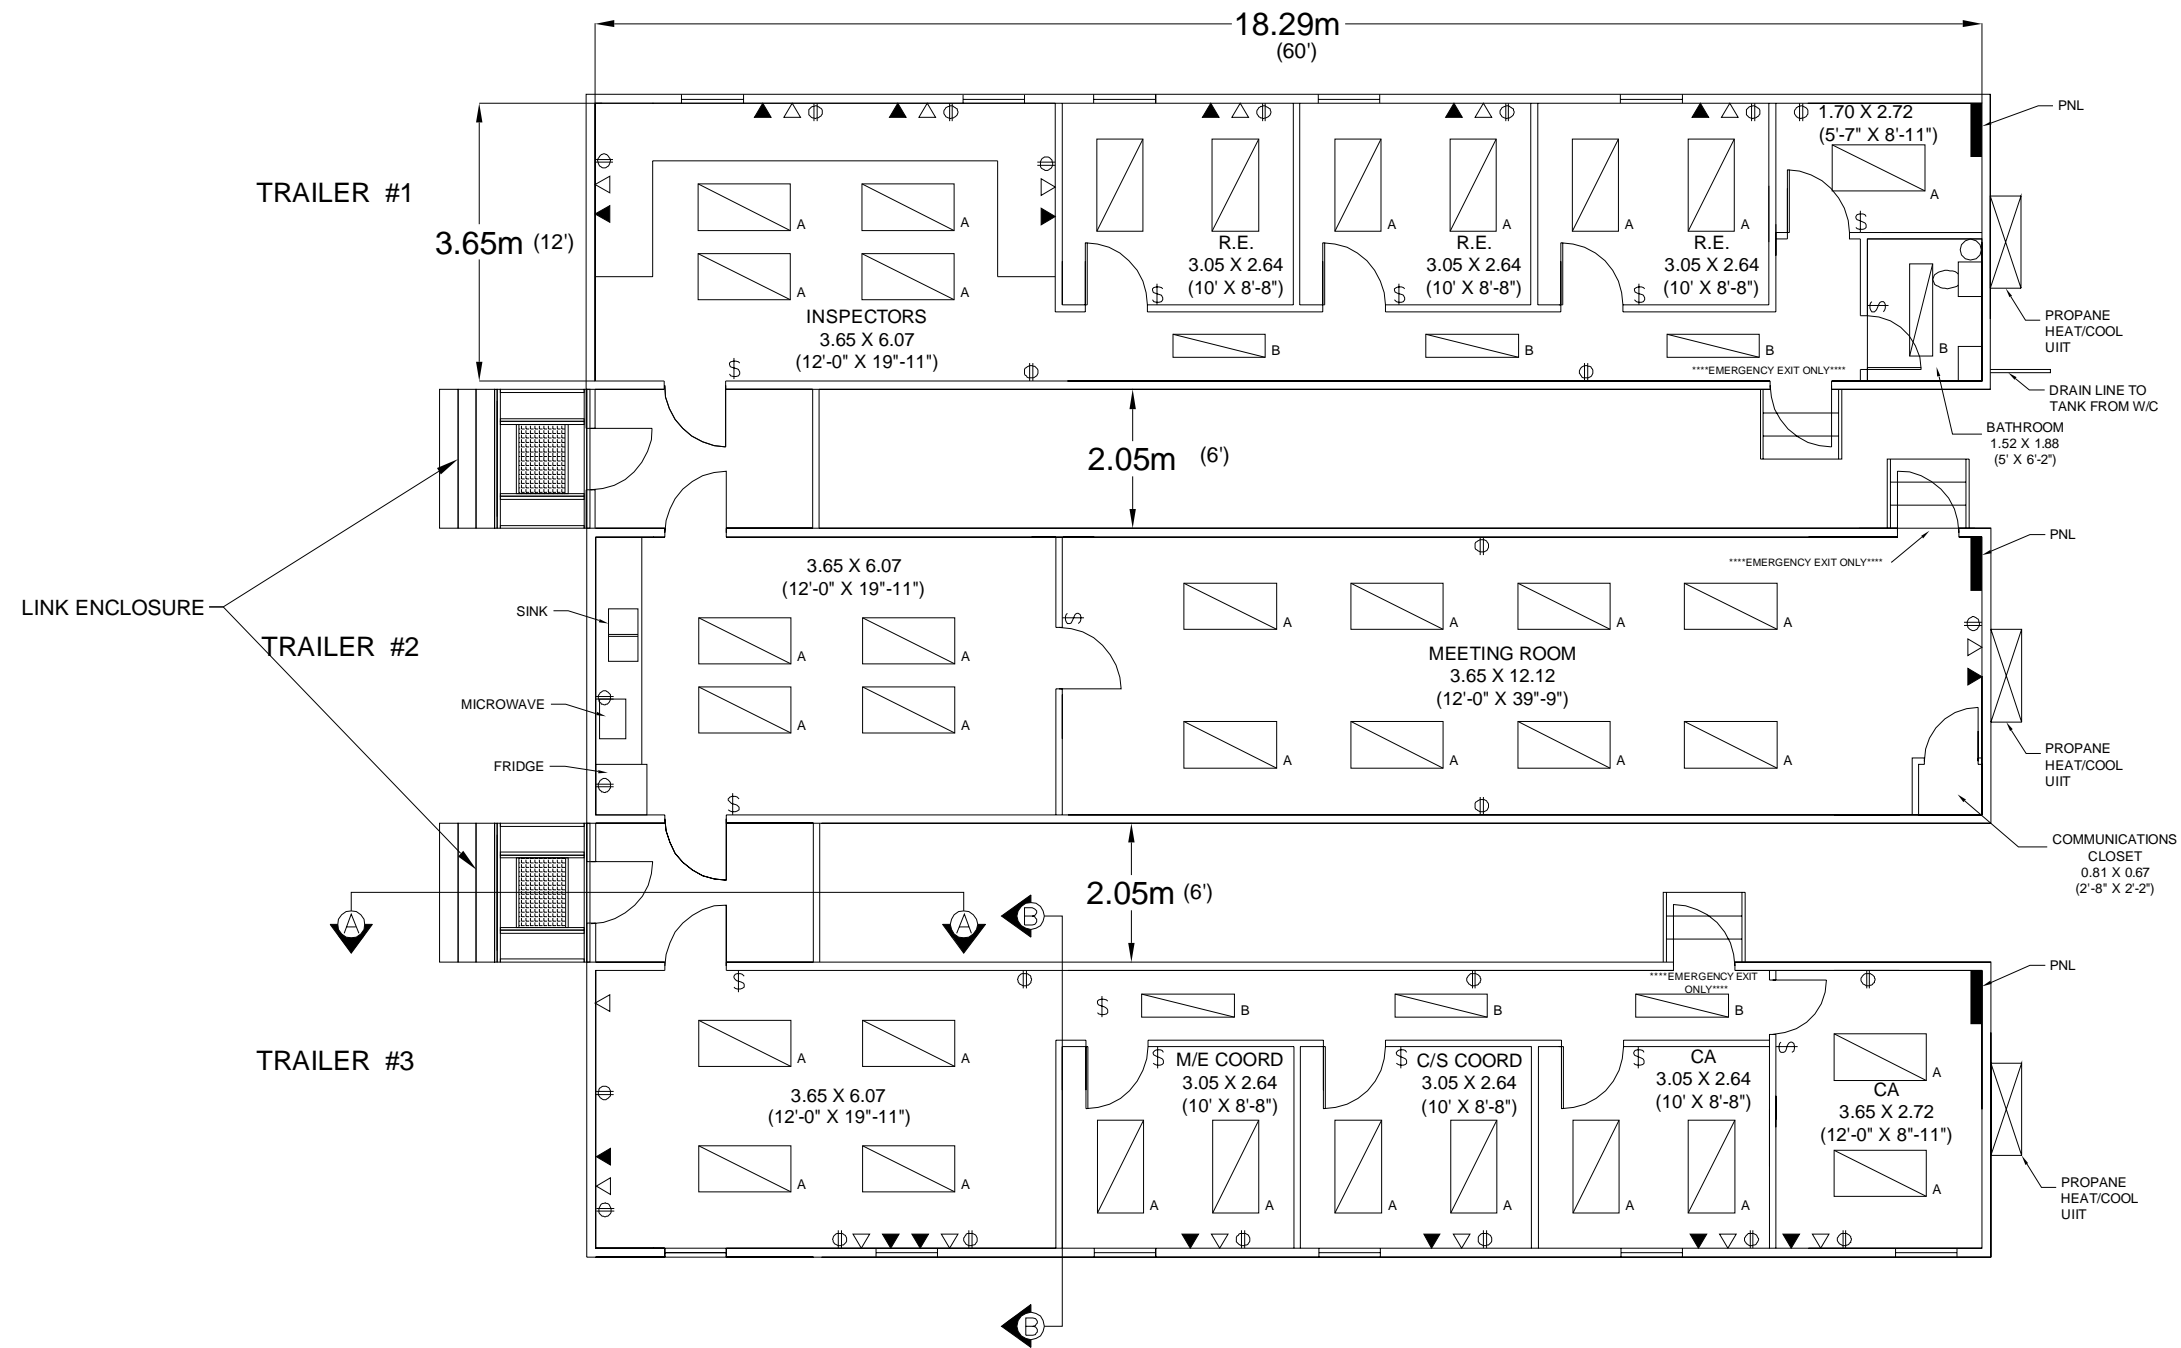 18.29m
(60')
TRAILER #1
3.65m (12')
PNL
1.70 X 2.72
(5'-7" X 8'-11")
A
A
A
A
A
A
A
A
A
A
R.E.
3.05 X 2.64
(10' X 8'-8")
R.E.
3.05 X 2.64
(10' X 8'-8")
R.E.
3.05 X 2.64
(10' X 8'-8")
$
$
$
$
$
INSPECTORS
3.65 X 6.07
(12'-0" X 19"-11")
$
B
B
B
B
****EMERGENCY EXIT ONLY****
PROPANE
HEAT/COOL
UIIT
DRAIN LINE TO
TANK FROM W/C
BATHROOM
1.52 X 1.88
(5' X 6'-2")
2.05m (6')
LINK ENCLOSURE
TRAILER #2
SINK
MICROWAVE
FRIDGE
3.65 X 6.07
(12'-0" X 19"-11")
A
A
A
A
$
$
****EMERGENCY EXIT ONLY****
PNL
A
A
A
A
MEETING ROOM
3.65 X 12.12
(12'-0" X 39"-9")
A
A
A
A
PROPANE
HEAT/COOL
UIIT
COMMUNICATIONS
CLOSET
0.81 X 0.67
(2'-8" X 2'-2")
2.05m (6')
A
A
B
TRAILER #3
$
$
****EMERGENCY EXIT
ONLY****
PNL
B
B
B
A
A
3.65 X 6.07
(12'-0" X 19"-11")
A
A
$ M/E COORD
3.05 X 2.64
(10' X 8'-8")
$ C/S COORD
3.05 X 2.64
(10' X 8'-8")
$ CA
3.05 X 2.64
(10' X 8'-8")
$
A
CA
3.65 X 2.72
(12'-0" X 8"-11")
A
A
A
A
A
A
A
PROPANE
HEAT/COOL
UIIT
B